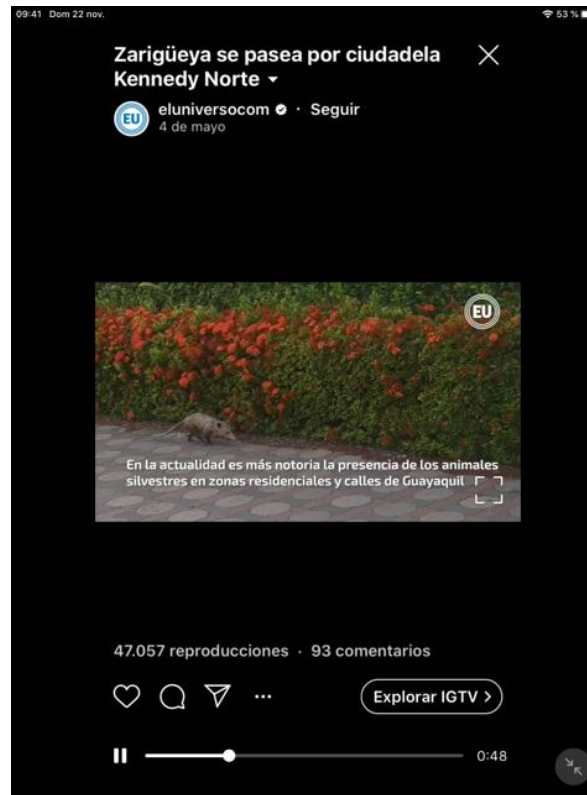 09:41 Dom 22 nov.
53 %
Zarigüeya se pasea por ciudadela
Kennedy Norte
EU
eluniversocom · Seguir
4 de mayo
EU
En la actualidad es más notoria la presencia de los animales
silvestres en zonas residenciales y calles de Guayaquil
47.057 reproducciones · 93 comentarios
Explorar IGTV >
0:48